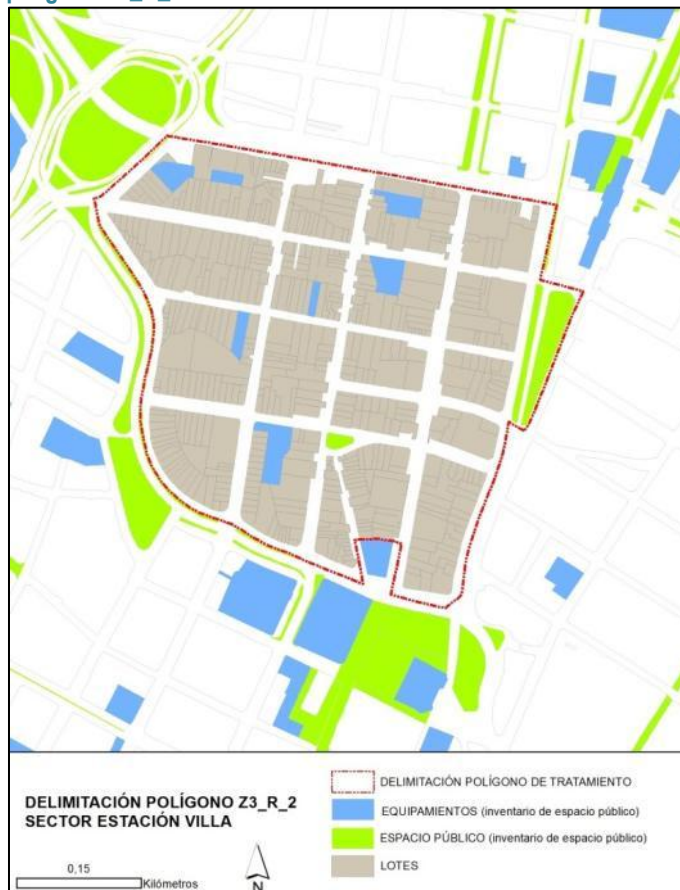 DELIMITACIÓN POLÍGONO Z3_R_2
SECTOR ESTACIÓN VILLA
0,15
Kilómetros
N
DELIMITACIÓN POLÍGONO DE TRATAMIENTO
EQUIPAMIENTOS (inventario de espacio público)
ESPACIO PÚBLICO (inventario de espacio público)
LOTES